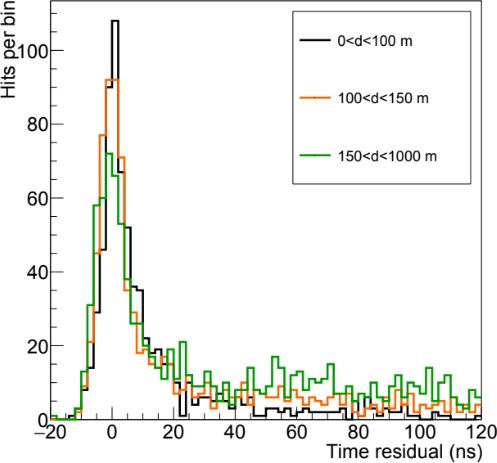 Hits per bin
100
80
60
40
20
0
−20 0 20 40 60 80 100 120
Time residual (ns)
0<d<100 m
100<d<150 m
150<d<1000 m